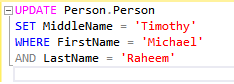 UPDATE Person.Person
SET MiddleName = 'Timothy'
WHERE FirstName = 'Michael'
AND LastName = 'Raheem'